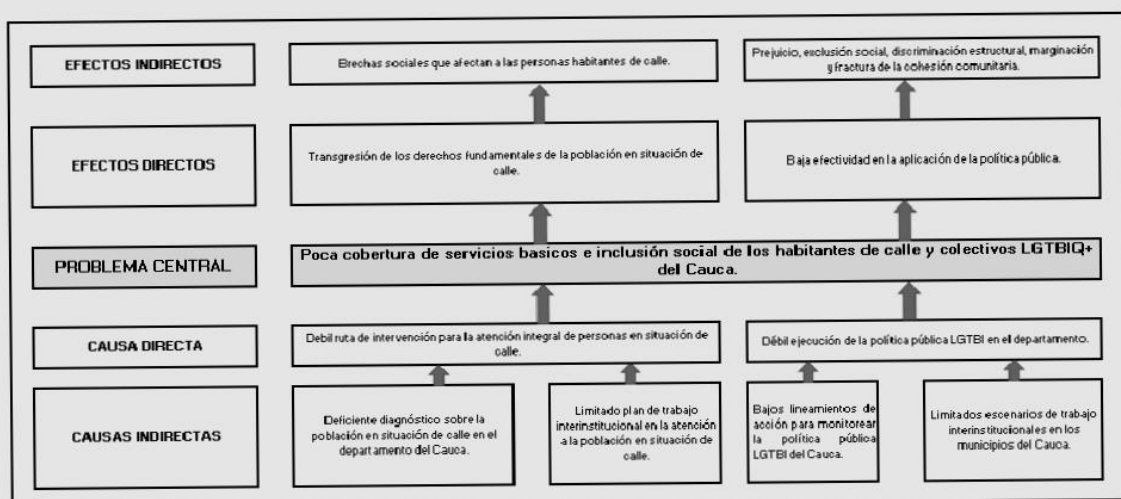 EFECTOS INDIRECTOS
Brechas sociales que afectan a las personas habitantes de calle.
Prejuicio, exclusión social, discriminación estructural, marginación
y fractura de la cohesión comunitaria.
EFECTOS DIRECTOS
Transgresión de los derechos fundamentales de la población en situación de
calle.
Baja efectividad en la aplicación de la política pública.
PROBLEMA CENTRAL
Poca cobertura de servicios basicos e inclusión social de los habitantes de calle y colectivos LGTBIQ+
del Cauca.
CAUSA DIRECTA
Debil ruta de intervención para la atención integral de personas en situación de
calle.
Débil ejecución de la política pública LGTBI en el departamento.
CAUSAS INDIRECTAS
Deficiente diagnóstico sobre la
población en situación de calle en el
departamento del Cauca.
Limitado plan de trabajo
interinstitucional en la atención
a la población en situación de
calle.
Bajos lineamientos de
acción para monitorear
la política pública
LGTBI del Cauca.
Limitados escenarios de trabajo
interinstitucionales en los
municipios del Cauca.